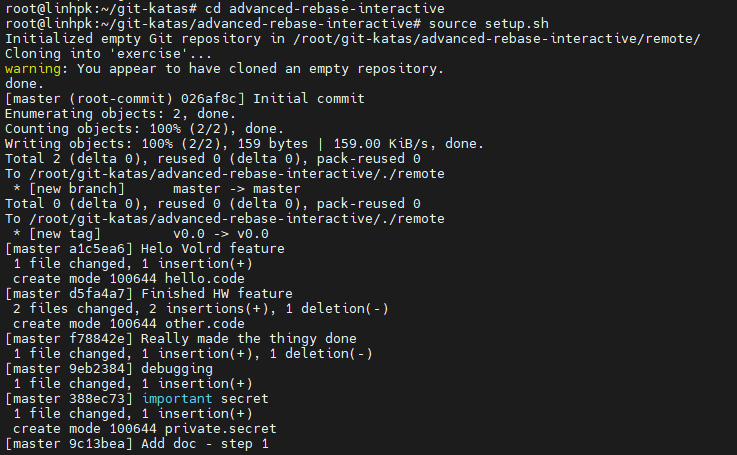 root@linhpk:~/git-katas# cd advanced-rebase-interactive
root@linhpk:~/git-katas/advanced-rebase-interactive# source setup.sh
Initialized empty Git repository in /root/git-katas/advanced-rebase-interactive/remote/
Cloning into 'exercise'...
warning: You appear to have cloned an empty repository.
done.
[master (root-commit) 026af8c] Initial commit
Enumerating objects: 2, done.
Counting objects: 100% (2/2), done.
Writing objects: 100% (2/2), 159 bytes | 159.00 KiB/s, done.
Total 2 (delta 0), reused 0 (delta 0), pack-reused 0
To /root/git-katas/advanced-rebase-interactive/./remote
 * [new branch]      master -> master
Total 0 (delta 0), reused 0 (delta 0), pack-reused 0
To /root/git-katas/advanced-rebase-interactive/./remote
 * [new tag]         v0.0 -> v0.0
[master a1c5ea6] Helo Volrd feature
 1 file changed, 1 insertion(+)
 create mode 100644 hello.code
[master d5fa4a7] Finished HW feature
 2 files changed, 2 insertions(+), 1 deletion(-)
 create mode 100644 other.code
[master f78842e] Really made the thingy done
 1 file changed, 1 insertion(+), 1 deletion(-)
[master 9eb2384] debugging
 1 file changed, 1 insertion(+)
[master 388ec73] important secret
 1 file changed, 1 insertion(+)
 create mode 100644 private.secret
[master 9c13bea] Add doc - step 1